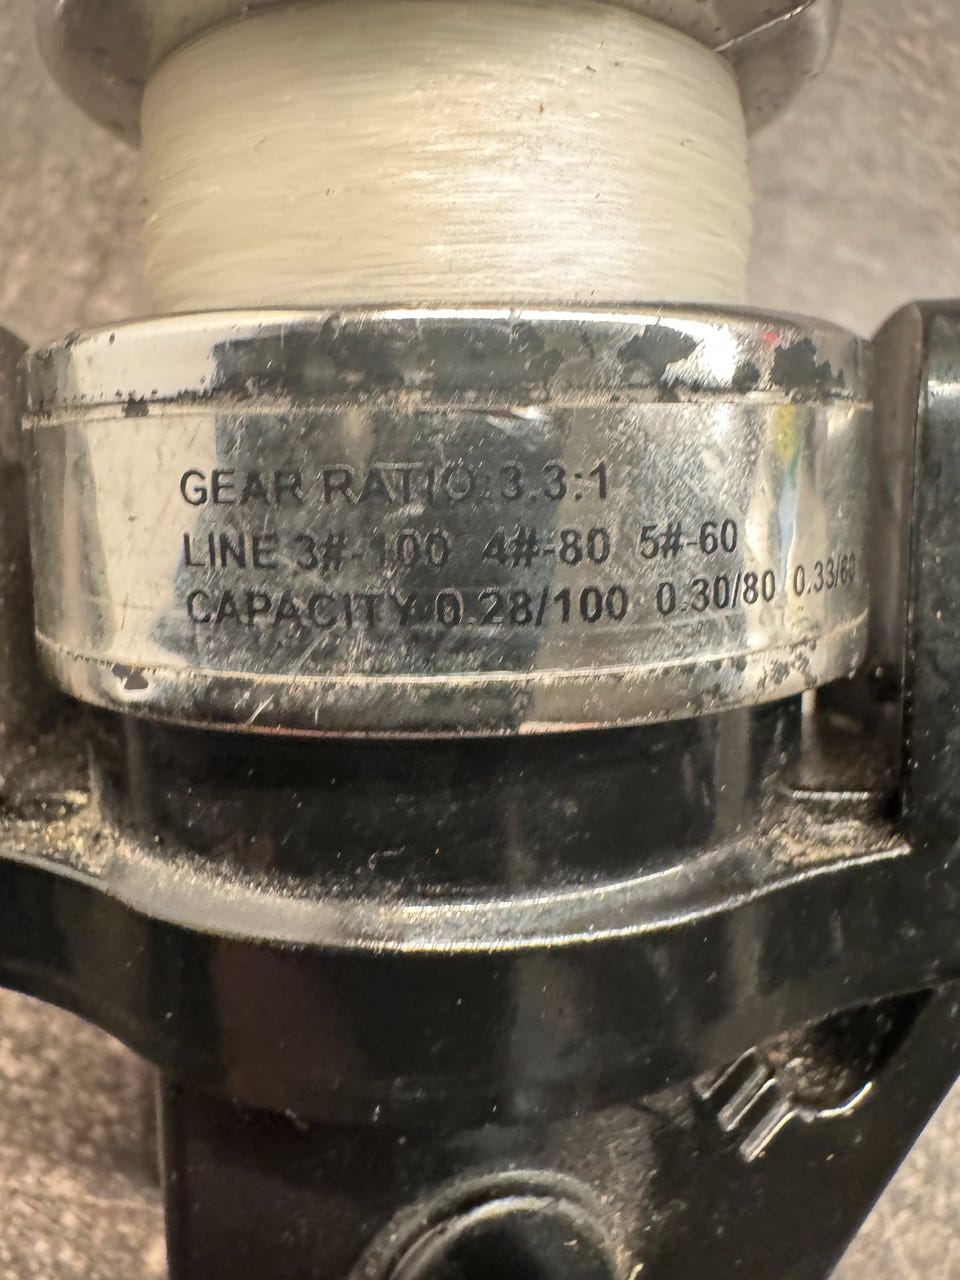 GEAR RATIO:3.3:1
LINE 3#-100 4#-80 5#-60
CAPACITY:0.28/100 0.30/80 0.33/60